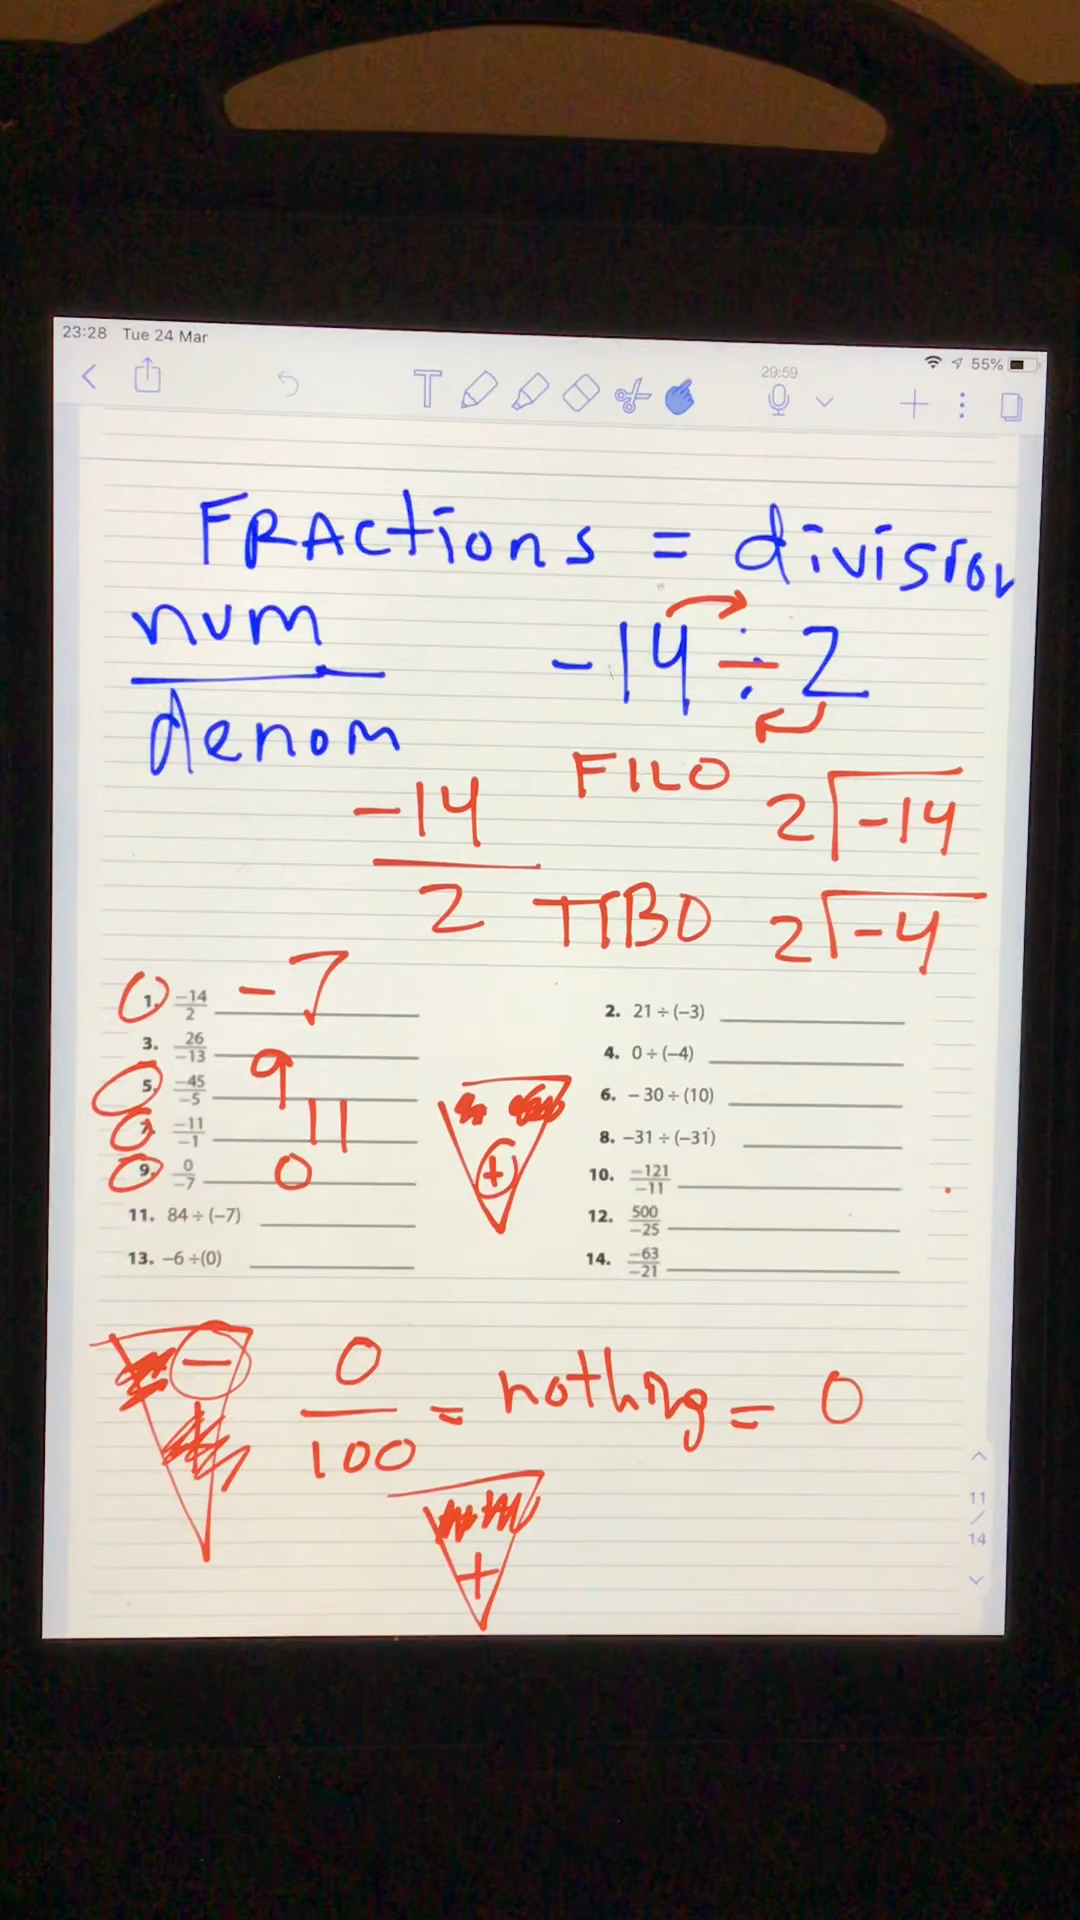 23:28 Tue 24 Mar
55%
29:59
T
FRActions = division
num
denom
-14 ÷ 2
FILO
-14
2
2 -14
TIBO
2 -4
1. -14/2 -7
2. 21 ÷ (-3)
3. 26/-13
4. 0 ÷ (-4)
5. -45/-5 9
6. - 30 ÷ (10)
7. -11/-1 11
8. -31 ÷ (-31)
9. 0/-7 0
10. -121/-11
11. 84 ÷ (-7)
12. 500/-25
13. -6 ÷(0)
14. -63/-21
+
-
0/100 = nothing = 0
+
11
/
14